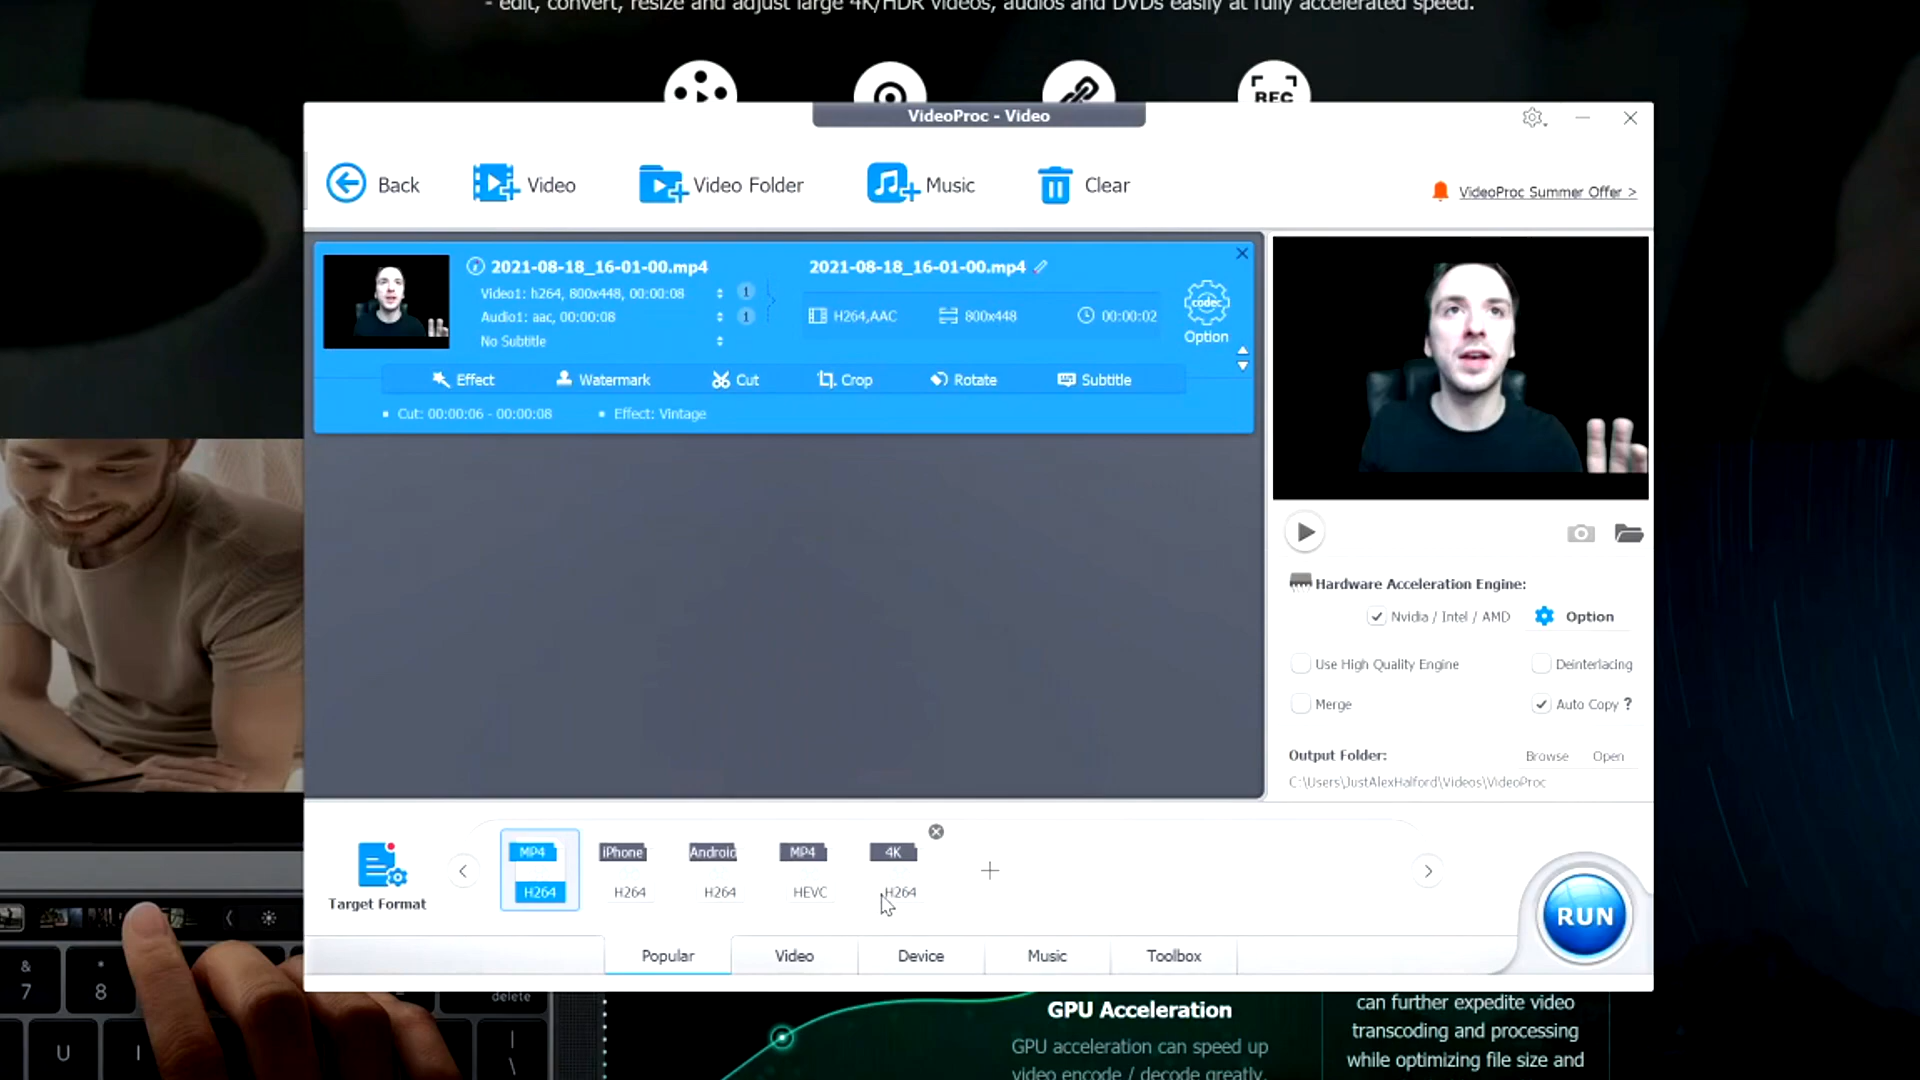 - edit, convert, resize and adjust large 4K/HDR videos, audios and DVDs easily at fully accelerated speed.
REC
VideoProc - Video
Back
Video
Video Folder
Music
Clear
VideoProc Summer Offer >
2021-08-18_16-01-00.mp4
Video1: h264, 800x448, 00:00:08
1
Audio1: aac, 00:00:08
1
No Subtitle
2021-08-18_16-01-00.mp4
H264,AAC
800x448
00:00:02
codec
Option
Effect
Watermark
Cut
Crop
Rotate
Subtitle
Cut: 00:00:06 - 00:00:08
Effect: Vintage
Hardware Acceleration Engine:
Nvidia / Intel / AMD
Option
Use High Quality Engine
Deinterlacing
Merge
Auto Copy ?
Output Folder:
Browse
Open
C:\Users\JustAlexHalford\Videos\VideoProc
Target Format
MP4
H264
iPhone
H264
Android
H264
MP4
HEVC
4K
H264
RUN
Popular
Video
Device
Music
Toolbox
&
7
*
8
delete
U
I
\
GPU Acceleration
GPU acceleration can speed up
video encode / decode greatly,
can further expedite video
transcoding and processing
while optimizing file size and